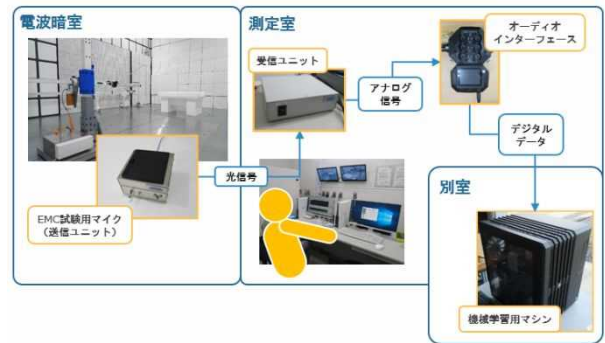 電波暗室
EMC試験用マイク
(送信ユニット)
光信号
測定室
受信ユニット
アナログ
信号
オーディオ
インターフェース
デジタル
データ
別室
機械学習用マシン